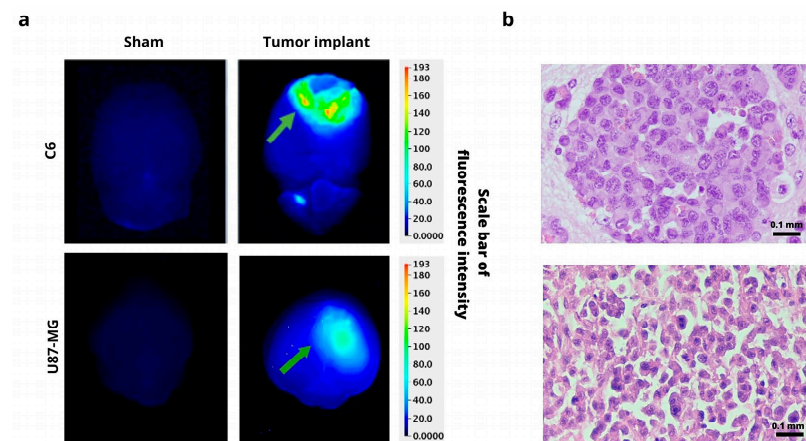 a
b
Sham
Tumor implant
C6
193
180
160
140
120
100
80.0
60.0
40.0
20.0
0.0000
U87-MG
193
180
160
140
120
100
80.0
60.0
40.0
20.0
0.0000
Scale bar of
fluorescence intensity
0.1 mm
0.1 mm